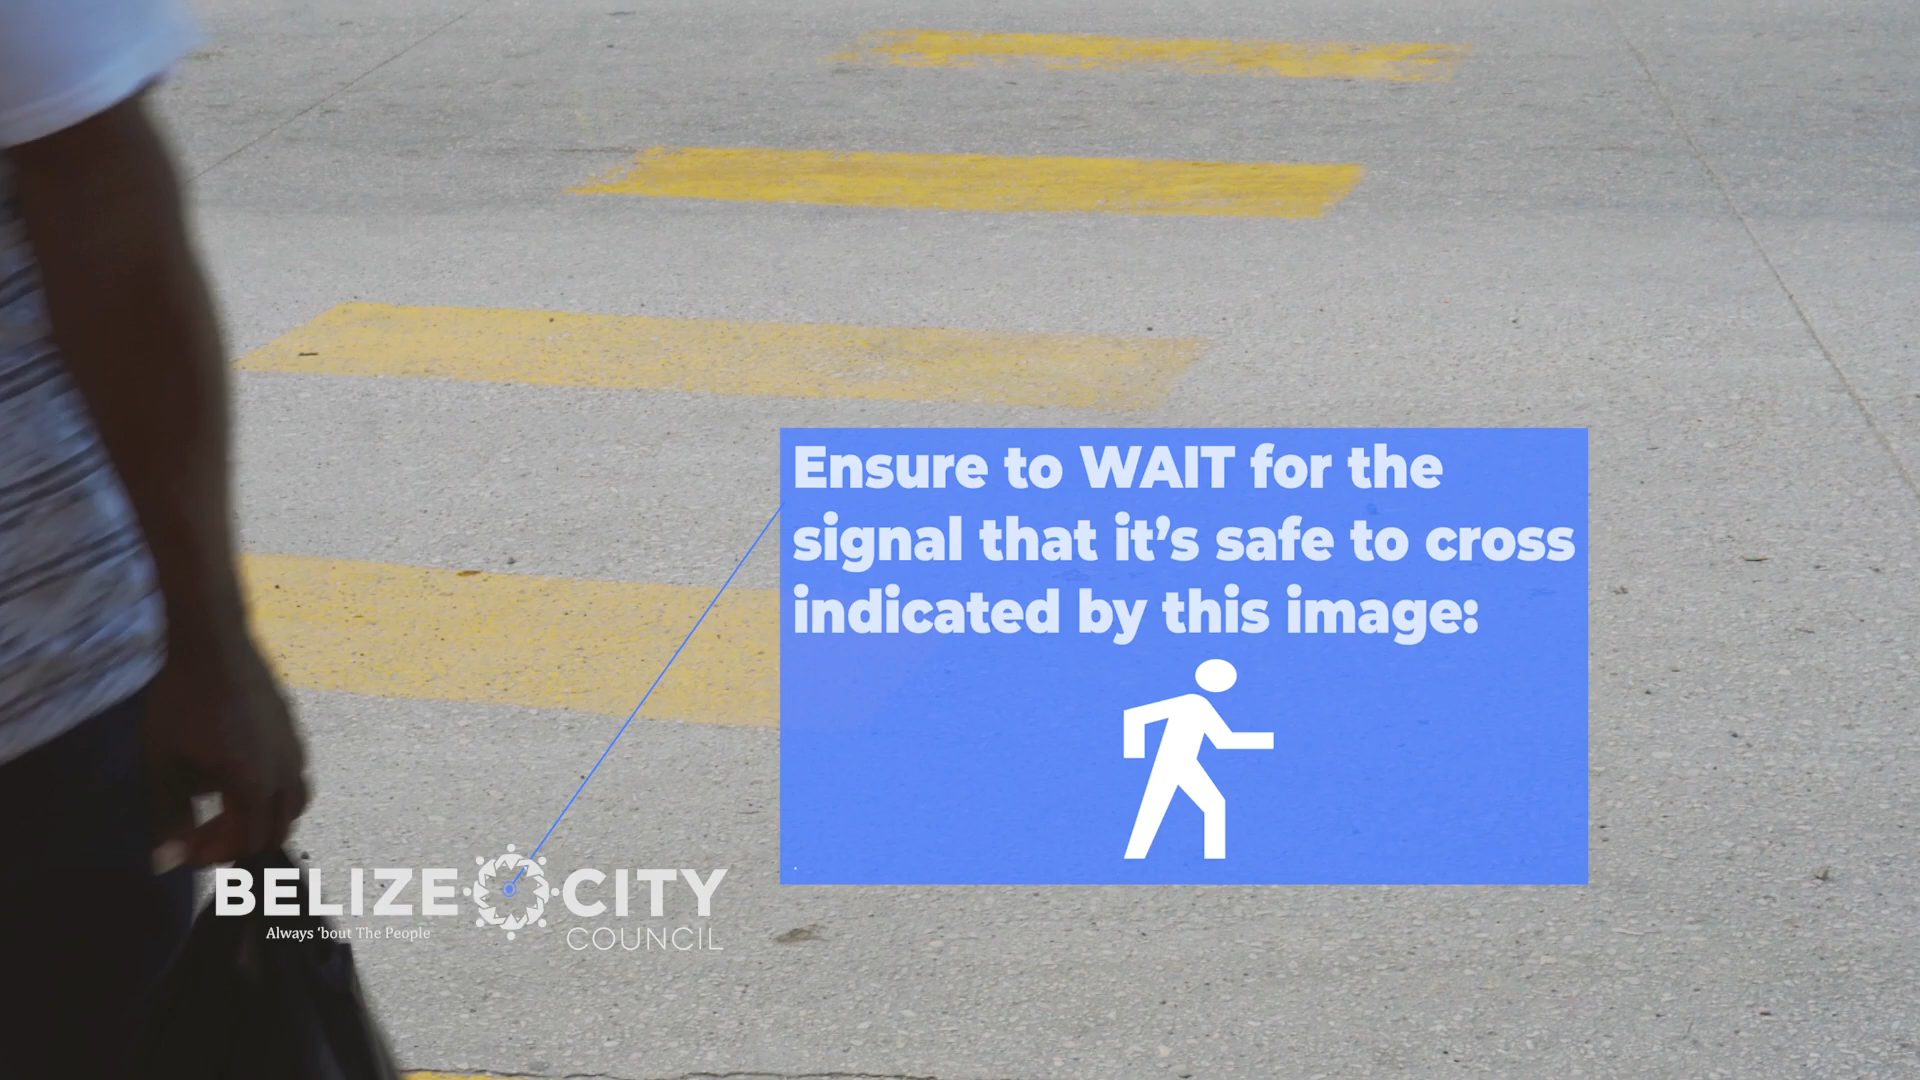 Ensure to WAIT for the
signal that it's safe to cross
indicated by this image:
BELIZE CITY
Always 'bout The People
COUNCIL